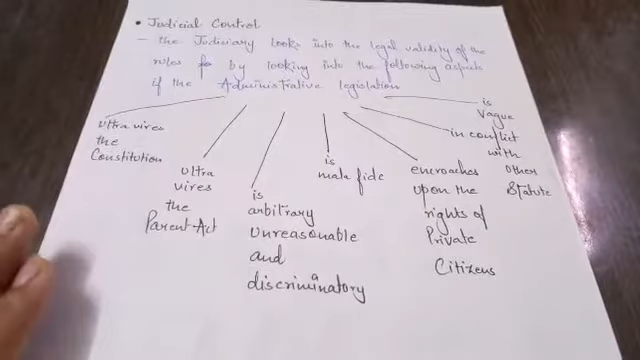 • Judicial Control
- the Judiciary looks into the legal validity of the
rules by looking into the following aspects
if the Administrative legislation
Ultra vires
the
Constitution
Ultra
vires
the
Parent Act
is
arbitrary
unreasonable
and
discriminatory
is
mala fide
encroaches
upon the
rights of
Private
Citizens
in conflict
with
other
Statute
is
Vague